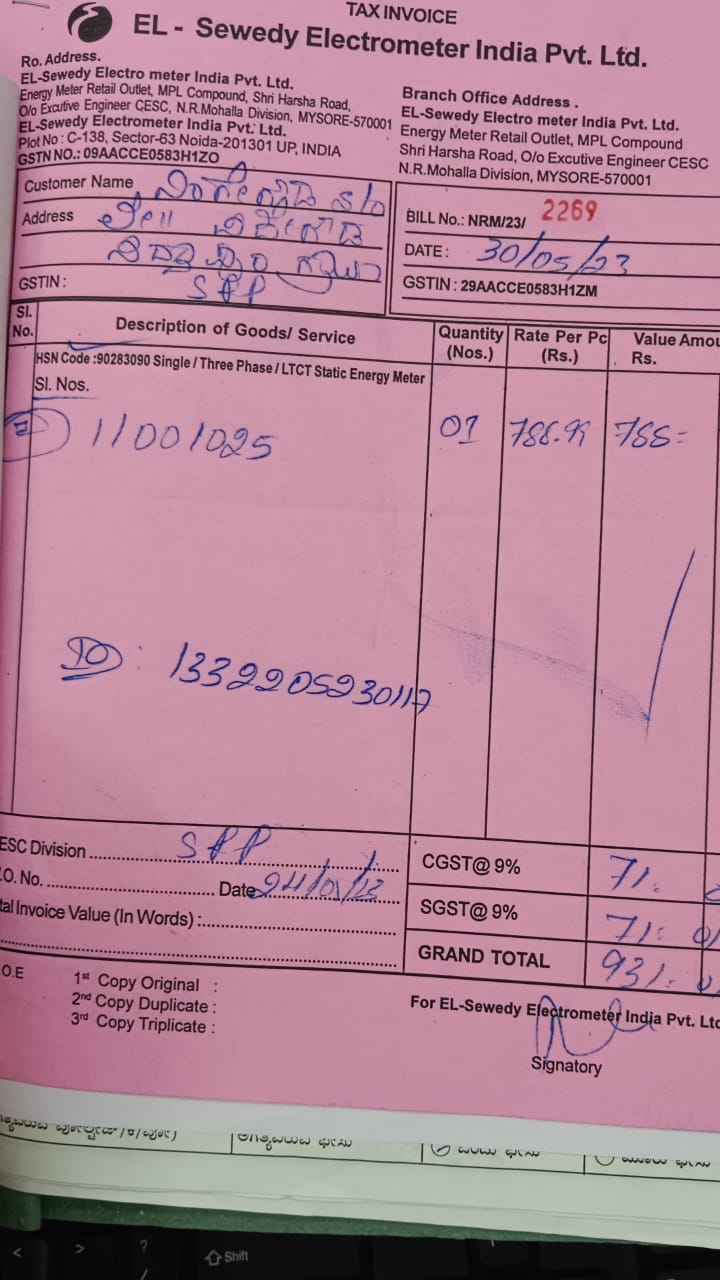 TAX INVOICE
EL - Sewedy Electrometer India Pvt. Ltd.
Ro. Address.
EL-Sewedy Electro meter India Pvt. Ltd.
Energy Meter Retail Outlet, MPL Compound, Shri Harsha Road,
O/o Excutive Engineer CESC, N.R.Mohalla Division, MYSORE-570001
EL-Sewedy Electrometer India Pvt. Ltd.
Plot No : C-138, Sector-63 Noida-201301 UP, INDIA
GSTN NO.: 09AACCE0583H1ZO
Branch Office Address .
EL-Sewedy Electro meter India Pvt. Ltd.
Energy Meter Retail Outlet, MPL Compound
Shri Harsha Road, O/o Excutive Engineer CESC
N.R.Mohalla Division, MYSORE-570001
Customer Name S/o
Address
GSTIN :
BILL No.: NRM/23/ 2269
DATE : 30/05/23
GSTIN : 29AACCE0583H1ZM
Sl. No. Description of Goods/ Service Quantity (Nos.) Rate Per Pc (Rs.) Value Amou Rs.
HSN Code :90283090 Single / Three Phase / LTCT Static Energy Meter
Sl. Nos.
11001025 01 788.99
ID : 1332205230117
ESC Division
.O. No. Date
tal Invoice Value (In Words) :
CGST@ 9% 71.
SGST@ 9% 71.
GRAND TOTAL 931.
O.E
1st Copy Original :
2nd Copy Duplicate :
3rd Copy Triplicate :
For EL-Sewedy Electrometer India Pvt. Ltd
Signatory
< > ? / Shift